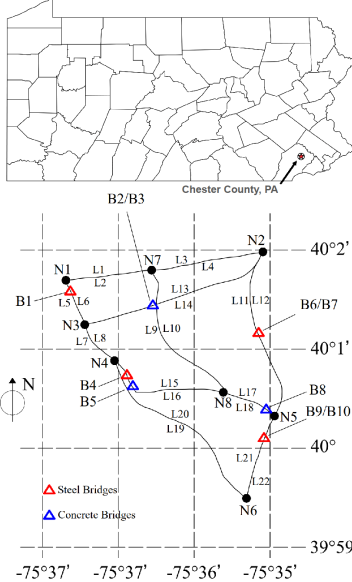 Chester County, PA
B2/B3
N2
40°2'
N7
L3
L4
N1
L1
L2
L13
L14
B1
L5
L6
L11
L12
B6/B7
N3
L7
L8
L9
L10
40°1'
N4
B4
B5
L15
L16
L17
L18
N8
B8
N5
B9/B10
N
L20
L19
40°
L21
L22
N6
Steel Bridges
Concrete Bridges
39°59
-75°37'
-75°37'
-75°36'
-75°35'